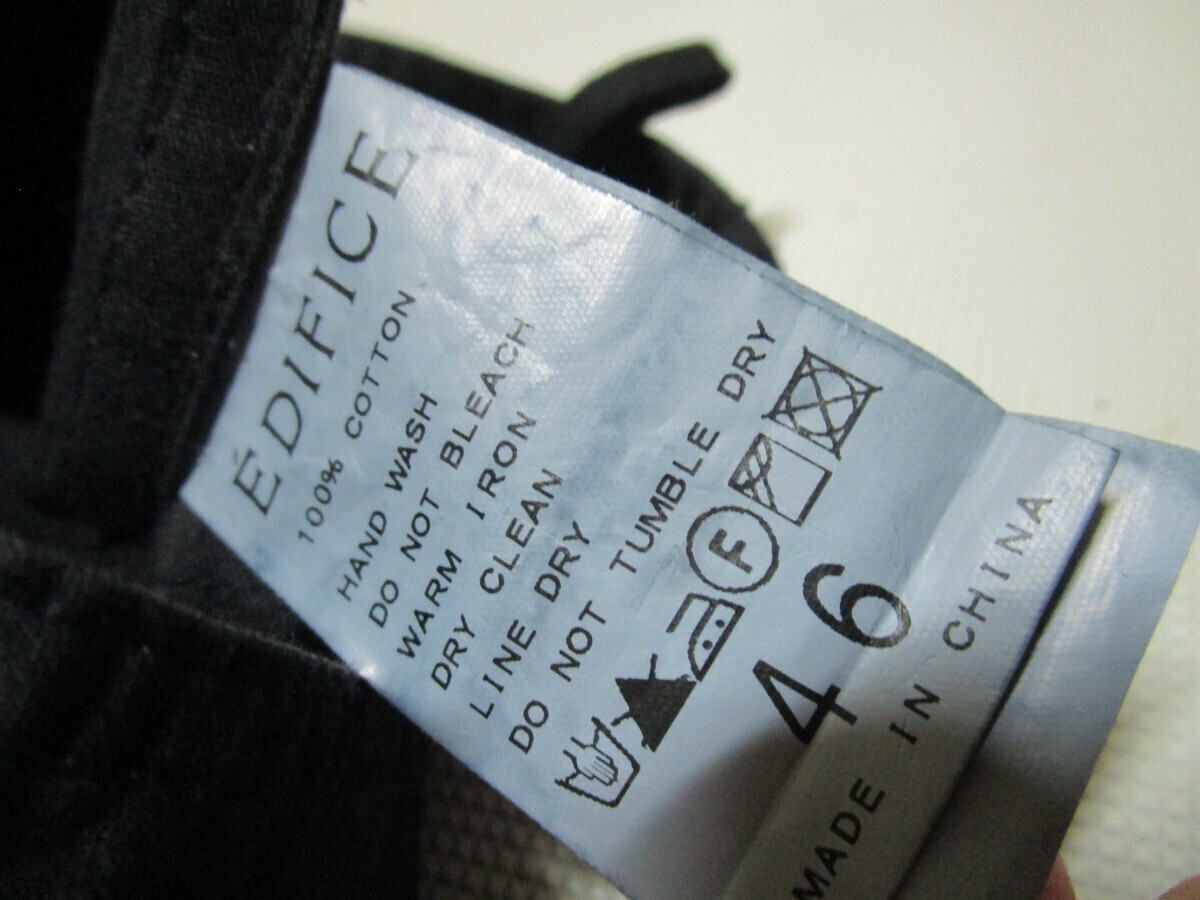 ÉDIFICE
100% COTTON
HAND WASH
DO NOT BLEACH
WARM IRON
DRY CLEAN
LINE DRY
DO NOT TUMBLE DRY
F
46
MADE IN CHINA